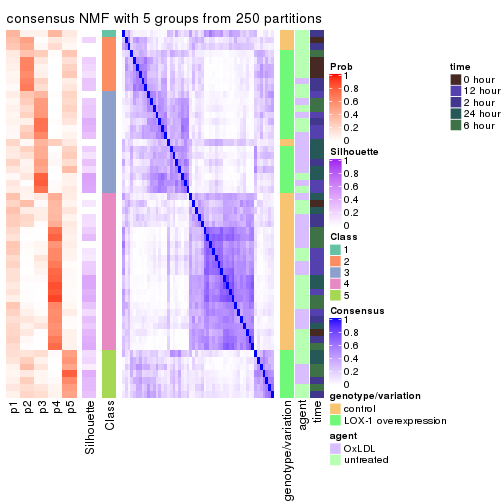 consensus NMF with 5 groups from 250 partitions
Prob
1
0.8
0.6
0.4
0.2
0
Silhouette
1
0.8
0.6
0.4
0.2
0
Class
1
2
3
4
5
Consensus
1
0.8
0.6
0.4
0.2
0
genotype/variation
control
LOX-1 overexpression
agent
OxLDL
untreated
time
0 hour
12 hour
2 hour
24 hour
6 hour
p1
p2
p3
p4
p5
Silhouette
Class
genotype/variation
agent
time